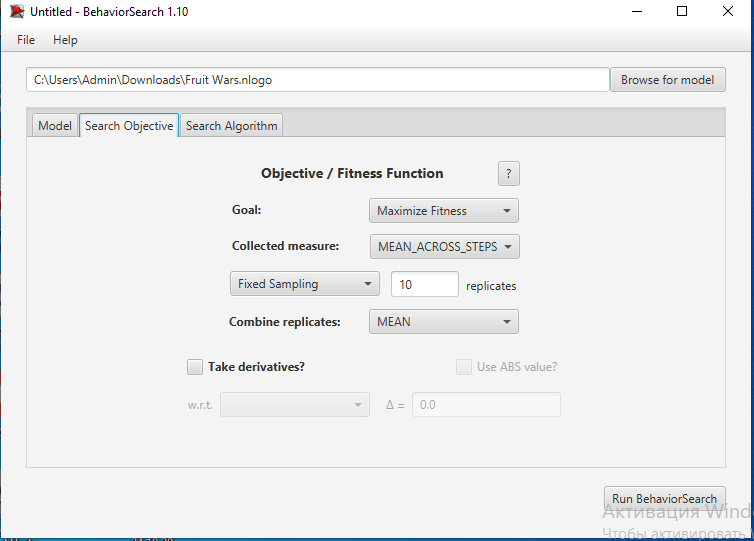 Untitled - BehaviorSearch 1.10
File Help
C:\Users\Admin\Downloads\Fruit Wars.nlogo Browse for model
Model Search Objective Search Algorithm
Objective / Fitness Function ?
Goal: Maximize Fitness
Collected measure: MEAN_ACROSS_STEPS
Fixed Sampling 10 replicates
Combine replicates: MEAN
Take derivatives? Use ABS value?
w.r.t. Δ = 0.0
Run BehaviorSearch
Активация Wind
Чтобы активировать